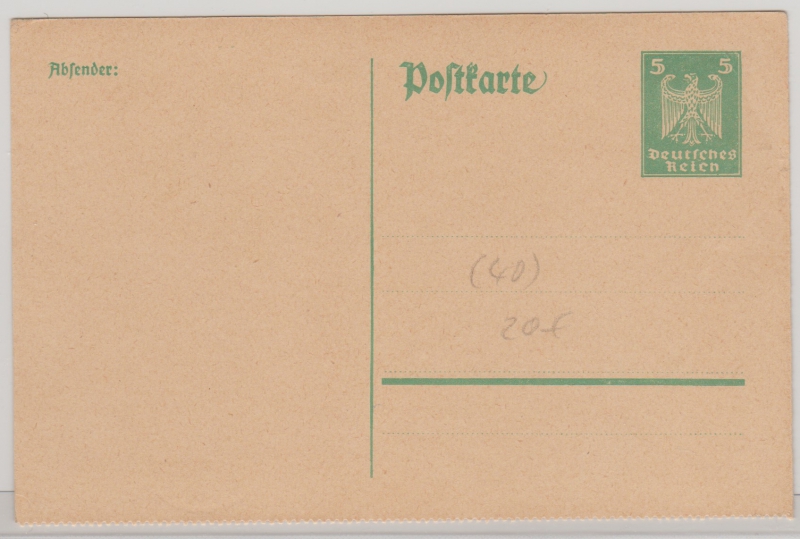 Absender:
Postkarte
5 5
Deutsches
Reich
(40)
20€